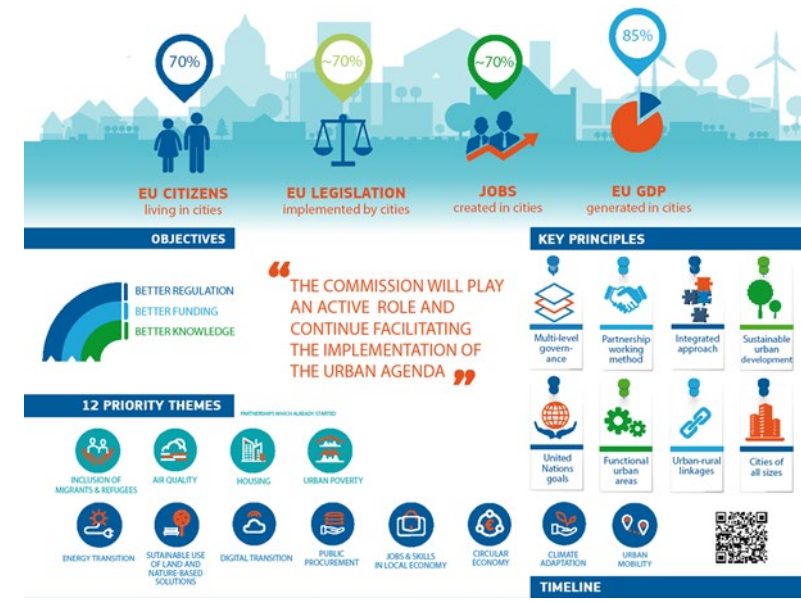 70%
~70%
~70%
85%
EU CITIZENS
living in cities
EU LEGISLATION
implemented by cities
JOBS
created in cities
EU GDP
generated in cities
OBJECTIVES
BETTER REGULATION
BETTER FUNDING
BETTER KNOWLEDGE
“ THE COMMISSION WILL PLAY
AN ACTIVE ROLE AND
CONTINUE FACILITATING
THE IMPLEMENTATION OF
THE URBAN AGENDA ”
KEY PRINCIPLES
Multi-level
govern-
ance
Partnership
working
method
Integrated
approach
Sustainable
urban
development
United
Nations
goals
Functional
urban
areas
Urban-rural
linkages
Cities of
all sizes
12 PRIORITY THEMES
PARTNERSHIPS WHICH ALREADY STARTED
INCLUSION OF
MIGRANTS & REFUGEES
AIR QUALITY
HOUSING
URBAN POVERTY
ENERGY TRANSITION
SUTAINABLE USE
OF LAND AND
NATURE-BASED
SOLUTIONS
DIGITAL TRANSITION
PUBLIC
PROCUREMENT
JOBS & SKILLS
IN LOCAL ECONOMY
CIRCULAR
ECONOMY
CLIMATE
ADAPTATION
URBAN
MOBILITY
TIMELINE